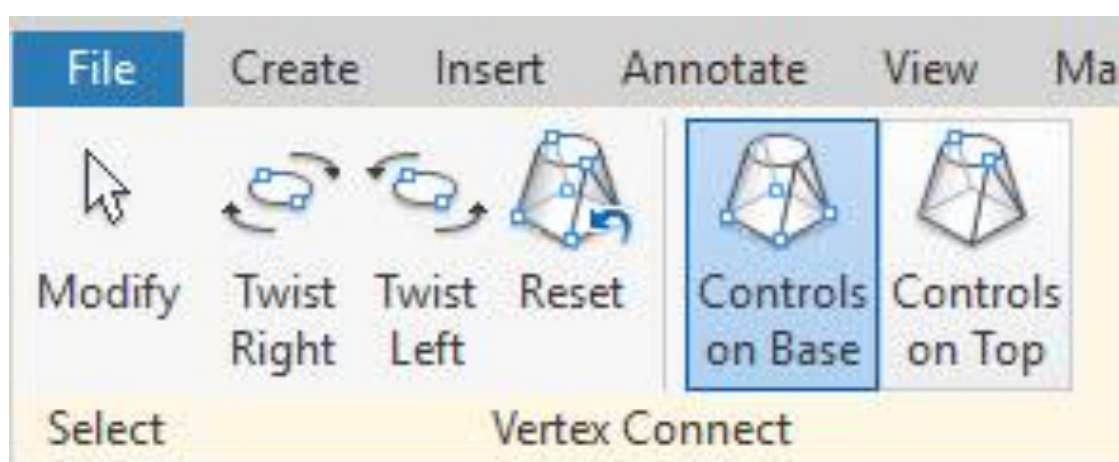 File Create Insert Annotate View Ma
Modify Twist Right Twist Left Reset Controls on Base Controls on Top
Select Vertex Connect